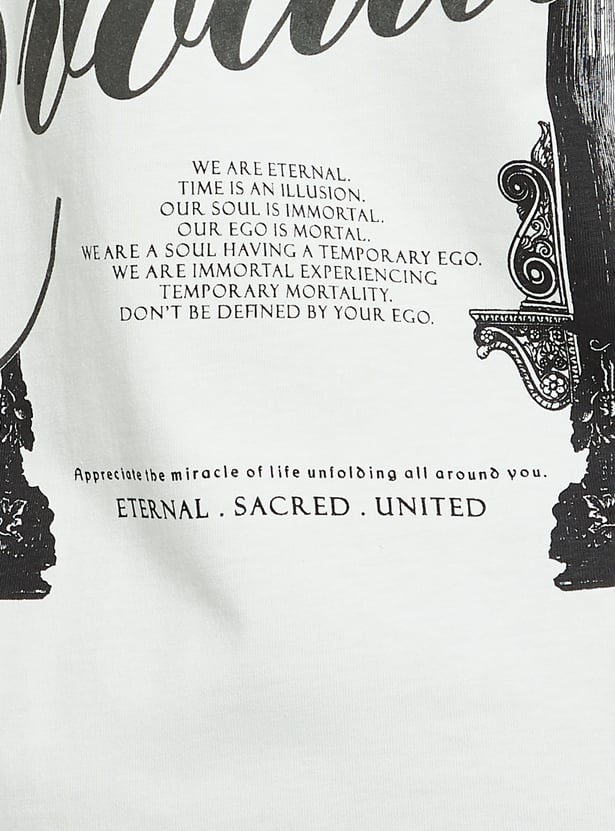 WE ARE ETERNAL.
TIME IS AN ILLUSION.
OUR SOUL IS IMMORTAL.
OUR EGO IS MORTAL.
WE ARE A SOUL HAVING A TEMPORARY EGO.
WE ARE IMMORTAL EXPERIENCING
TEMPORARY MORTALITY.
DON'T BE DEFINED BY YOUR EGO.
Appreciate the miracle of life unfolding all around you.
ETERNAL . SACRED . UNITED